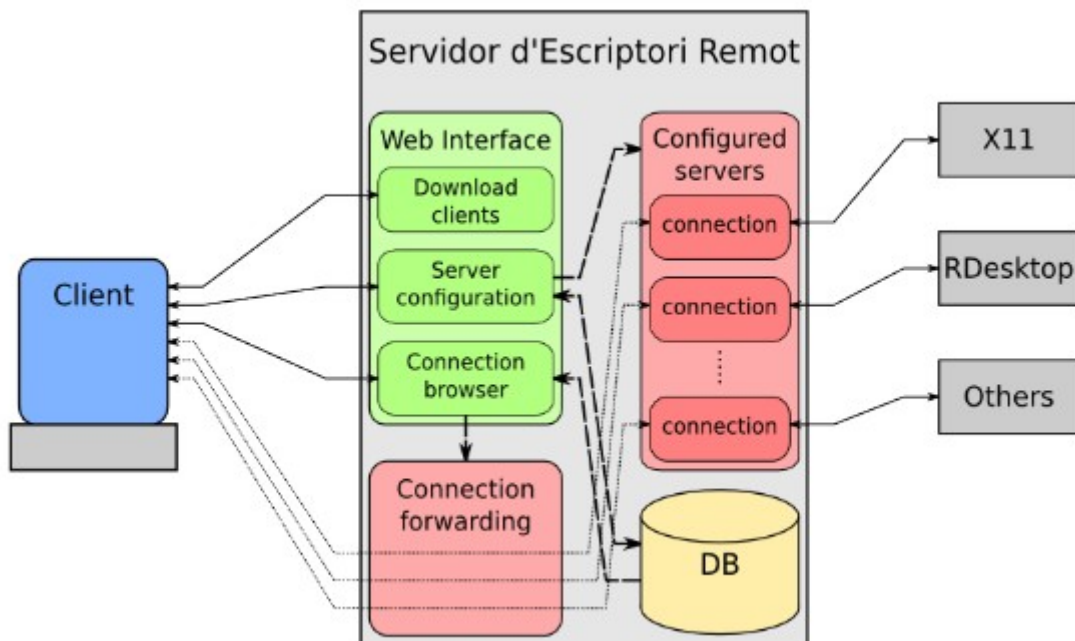 Servidor d'Escriptori Remot
Web Interface
Download
clients
Server
configuration
Connection
browser
Connection
forwarding
Configured
servers
connection
connection
connection
DB
Client
X11
RDesktop
Others